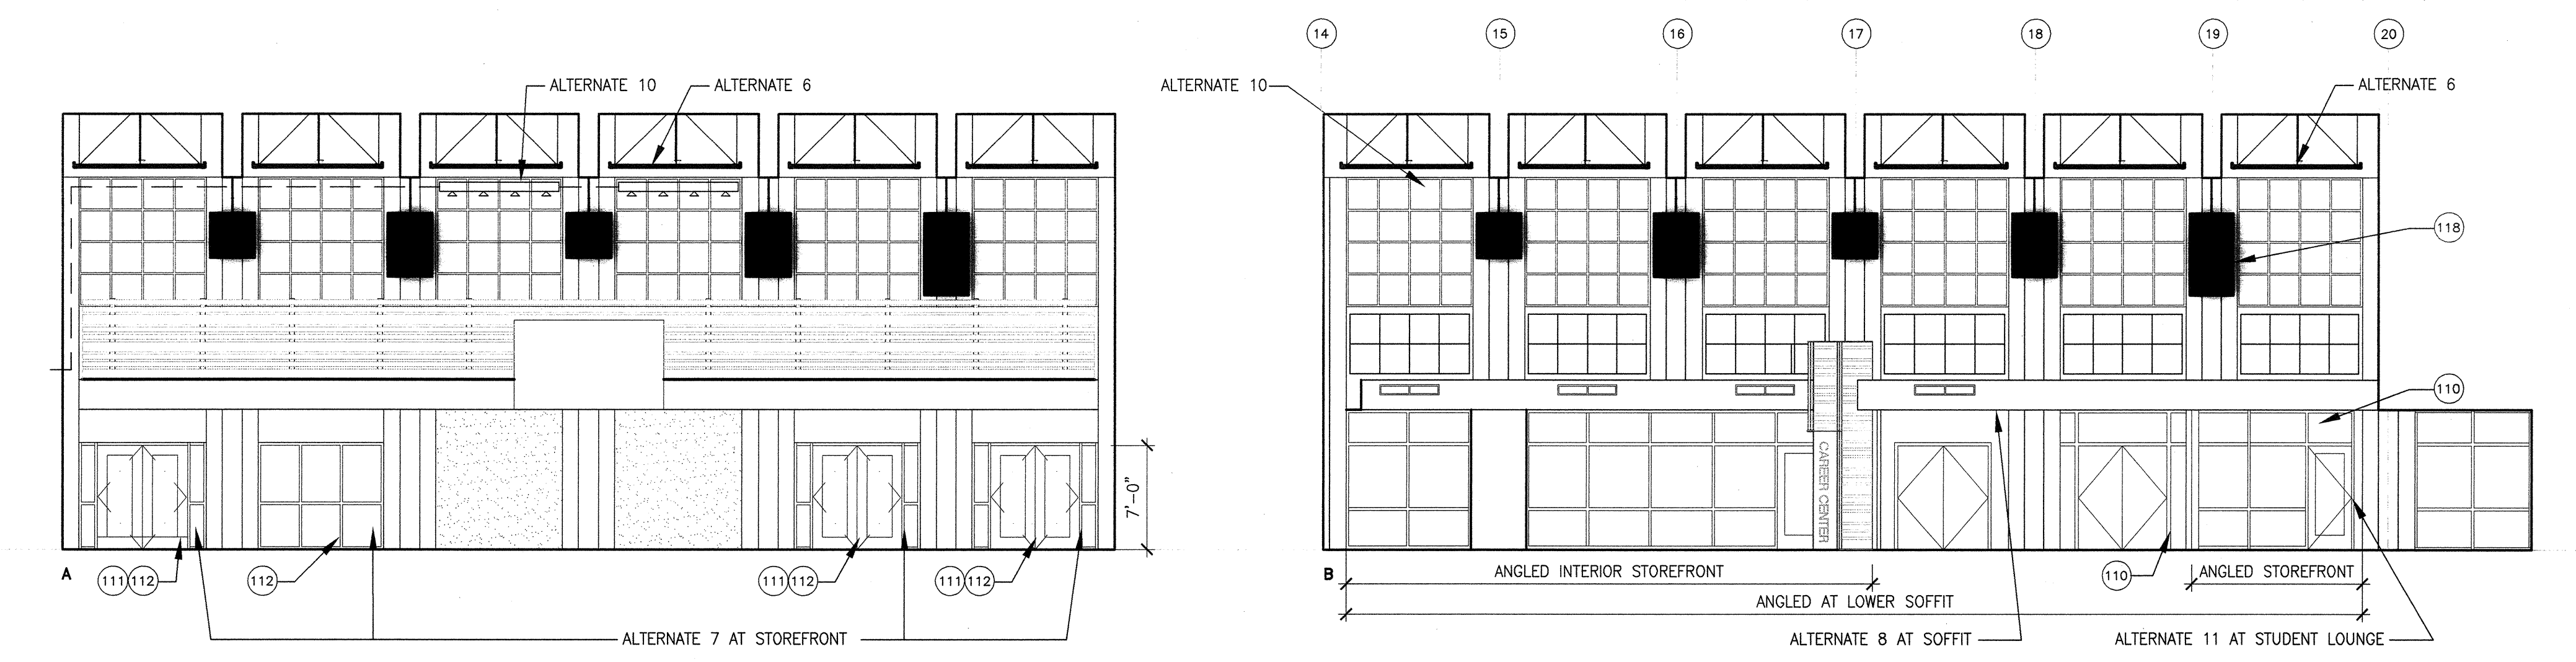 14 15 16 17 18 19 20
ALTERNATE 10
ALTERNATE 6
ALTERNATE 10
ALTERNATE 6
118
110
7'-0"
CAREER CENTER
A
111 112
112
111 112
111 112
ALTERNATE 7 AT STOREFRONT
B
ANGLED INTERIOR STOREFRONT
110
ANGLED STOREFRONT
ANGLED AT LOWER SOFFIT
ALTERNATE 8 AT SOFFIT
ALTERNATE 11 AT STUDENT LOUNGE